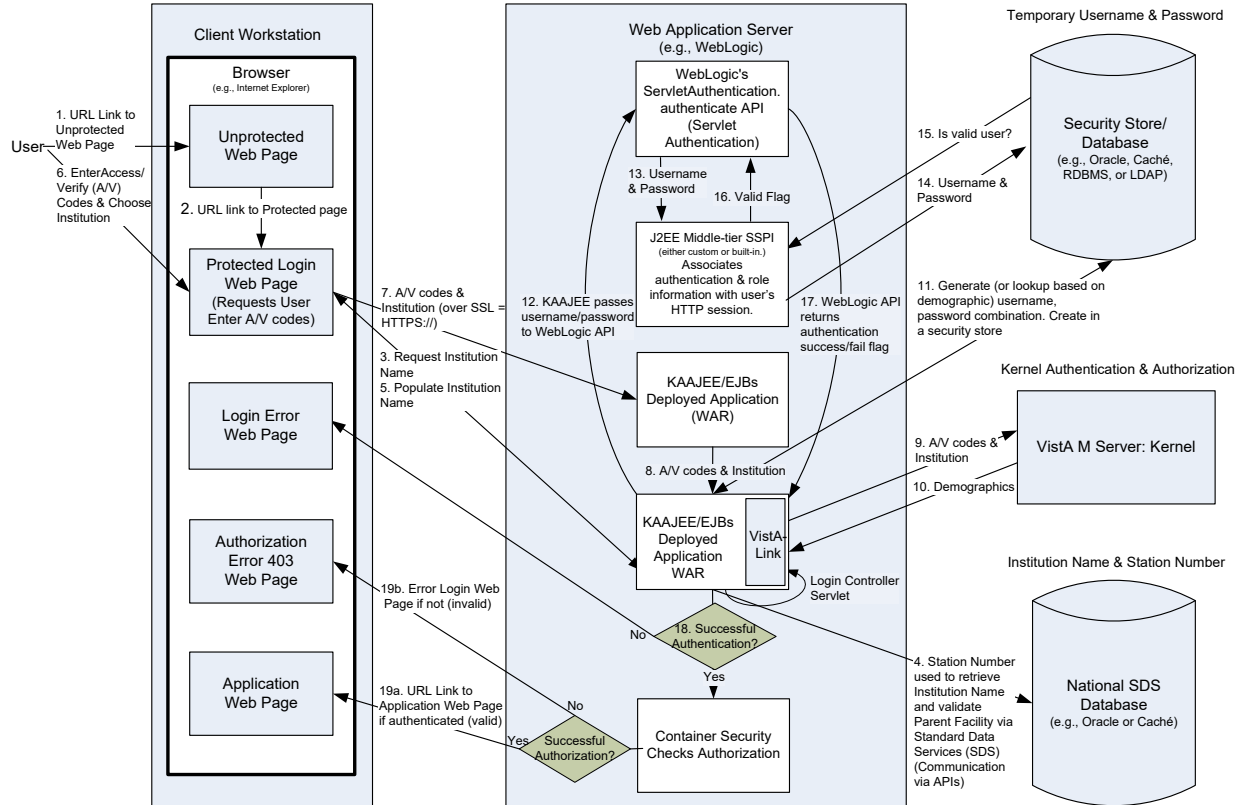 Client Workstation
Browser
(e.g., Internet Explorer)
1. URL Link to
Unprotected
Web Page
User
6. EnterAccess/
Verify (A/V)
Codes & Choose
Institution
Unprotected
Web Page
2. URL link to Protected page
Protected Login
Web Page
(Requests User
Enter A/V codes)
Login Error
Web Page
Authorization
Error 403
Web Page
Application
Web Page
7. A/V codes &
Institution (over SSL =
HTTPS://)
3. Request Institution
Name
5. Populate Institution
Name
19b. Error Login Web
Page if not (invalid)
19a. URL Link to
Application Web Page
if authenticated (valid)
Web Application Server
(e.g., WebLogic)
WebLogic's
ServletAuthentication.
authenticate API
(Servlet
Authentication)
13. Username
& Password
16. Valid Flag
J2EE Middle-tier SSPI
(either custom or built-in.)
Associates
authentication & role
information with user's
HTTP session.
12. KAAJEE passes
username/password
to WebLogic API
17. WebLogic API
returns
authentication
success/fail flag
KAAJEE/EJBs
Deployed Application
(WAR)
8. A/V codes & Institution
KAAJEE/EJBs
Deployed
Application
WAR
VistA-
Link
Login Controller
Servlet
18. Successful
Authentication?
No
Yes
Container Security
Checks Authorization
Successful
Authorization?
No
Yes
Temporary Username & Password
Security Store/
Database
(e.g., Oracle, Caché,
RDBMS, or LDAP)
15. Is valid user?
14. Username &
Password
11. Generate (or lookup based on
demographic) username,
password combination. Create in
a security store
Kernel Authentication & Authorization
VistA M Server: Kernel
9. A/V codes &
Institution
10. Demographics
Institution Name & Station Number
National SDS
Database
(e.g., Oracle or Caché)
4. Station Number
used to retrieve
Institution Name
and validate
Parent Facility via
Standard Data
Services (SDS)
(Communication
via APIs)